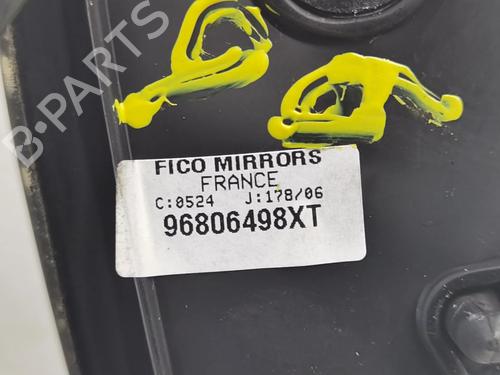 B-PARTS
FICO MIRRORS
FRANCE
C:0524 J:178/06
96806498XT